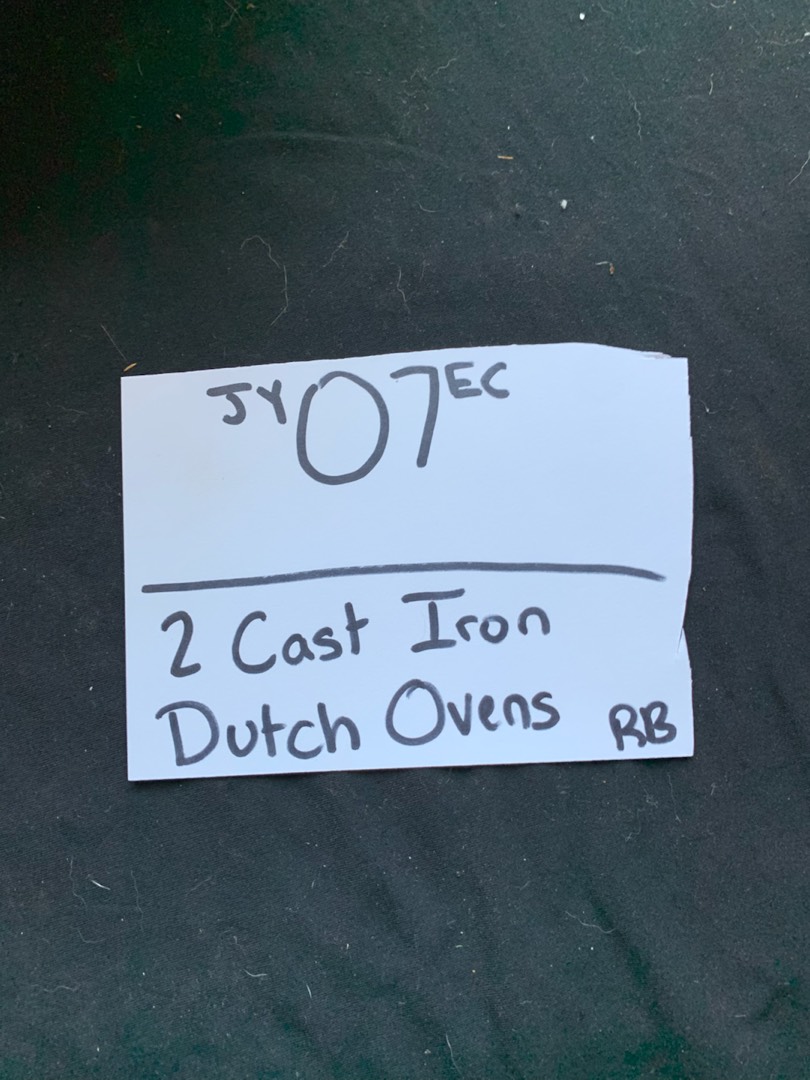 JY07EC
2 Cast Iron
Dutch Ovens RB